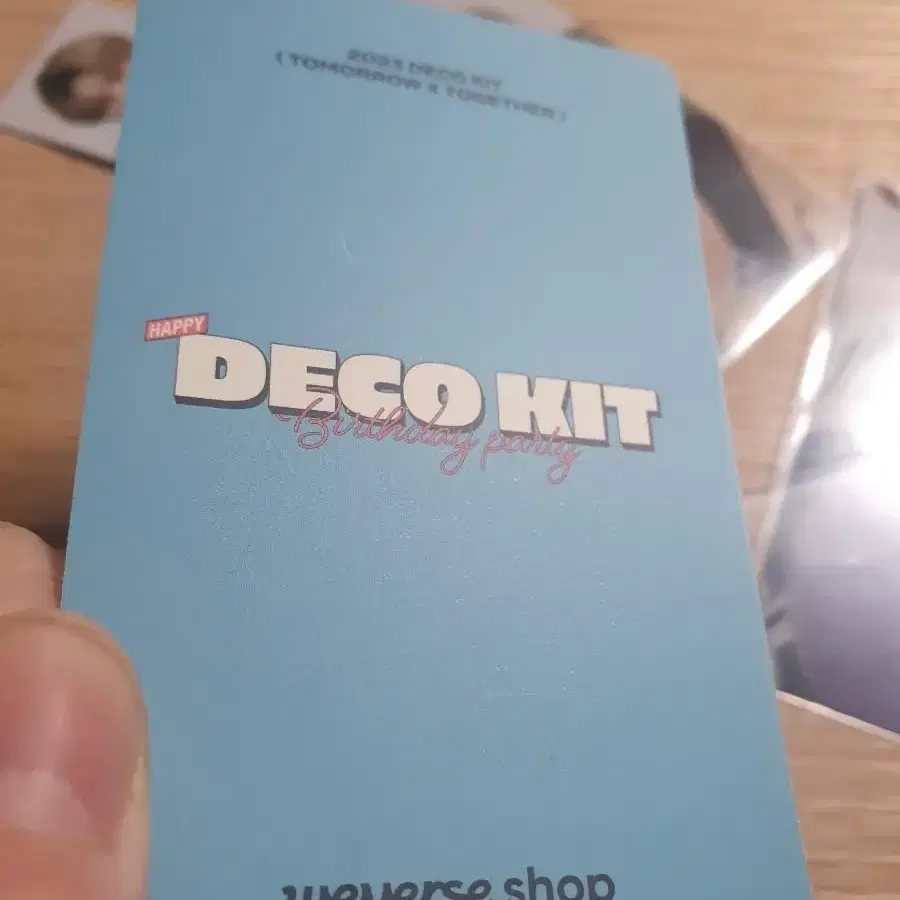 2023 DECO KIT
( TOMORROW X TOGETHER )
HAPPY
DECO KIT
Birthday party
weverse shop